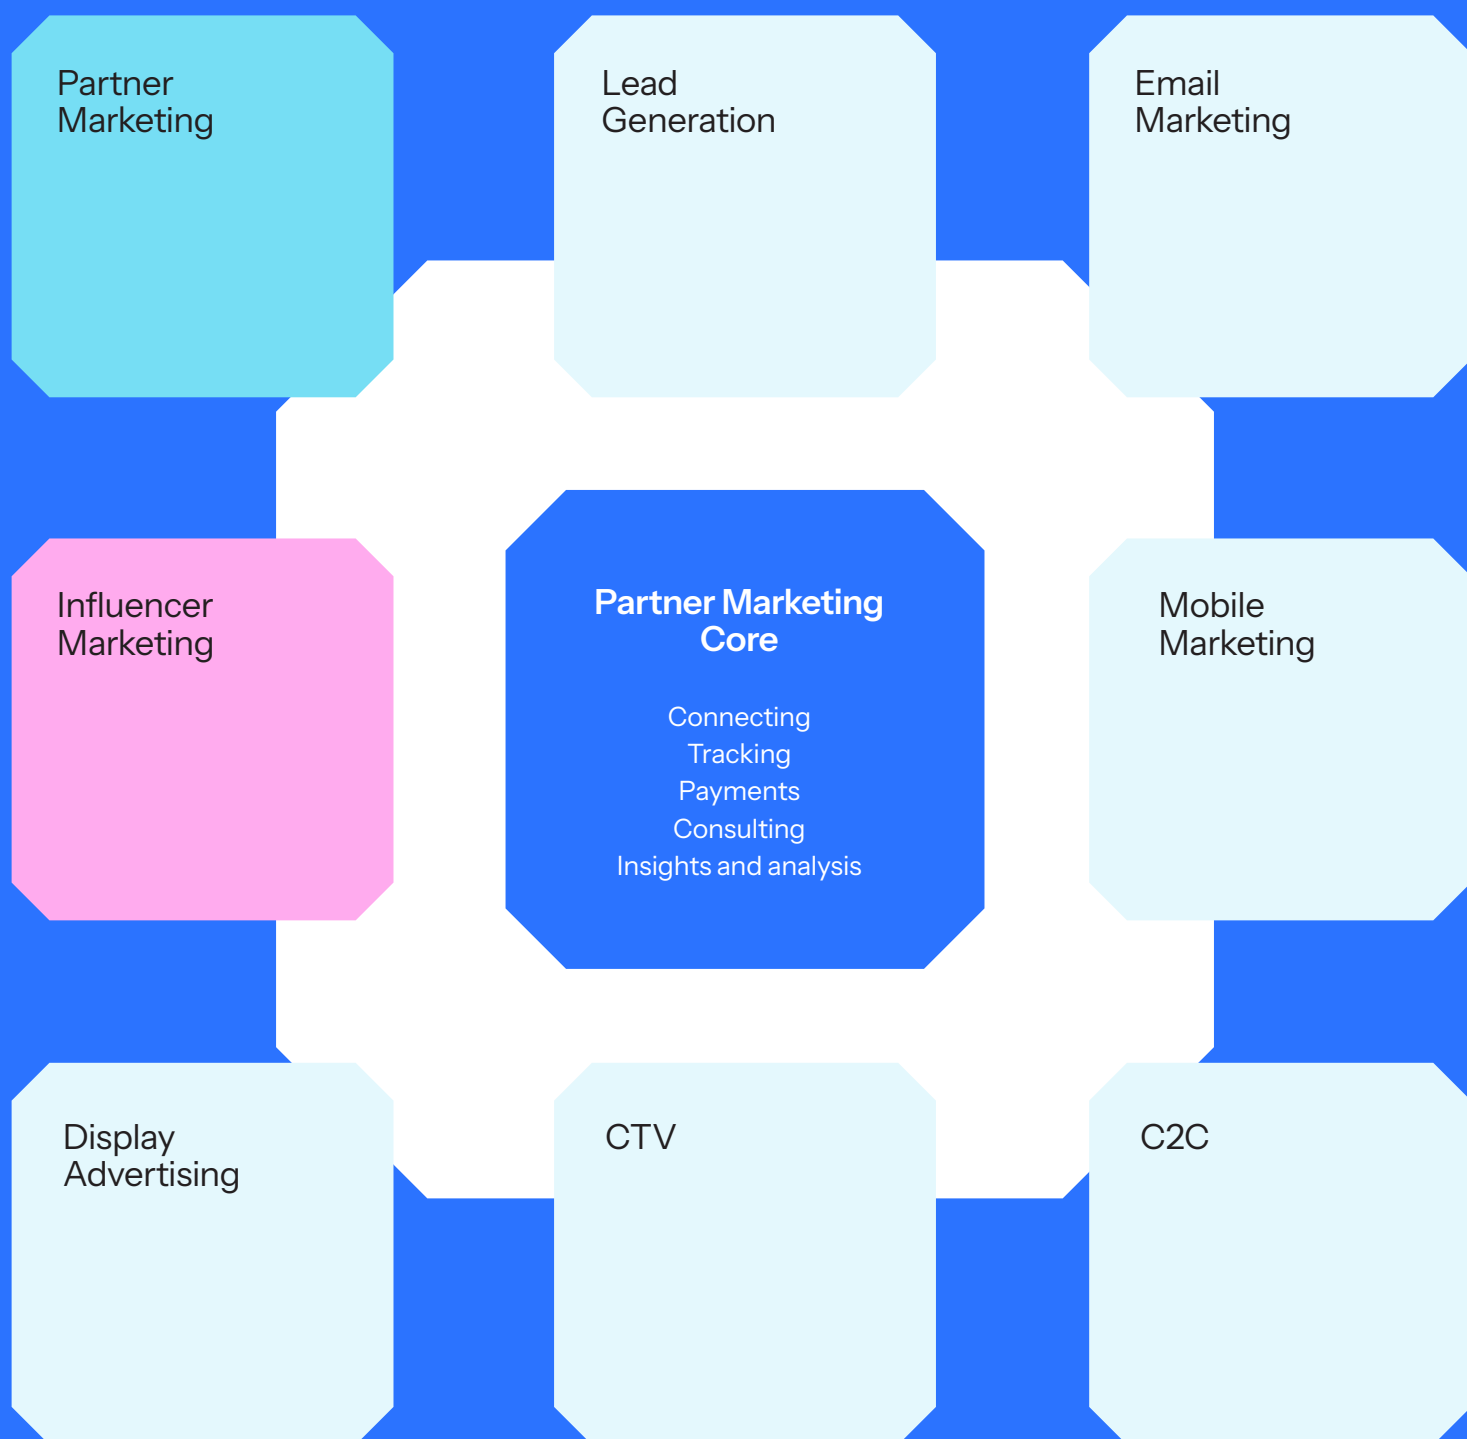 Partner
Marketing
Lead
Generation
Email
Marketing
Influencer
Marketing
Partner Marketing
Core
Connecting
Tracking
Payments
Consulting
Insights and analysis
Mobile
Marketing
Display
Advertising
CTV
C2C